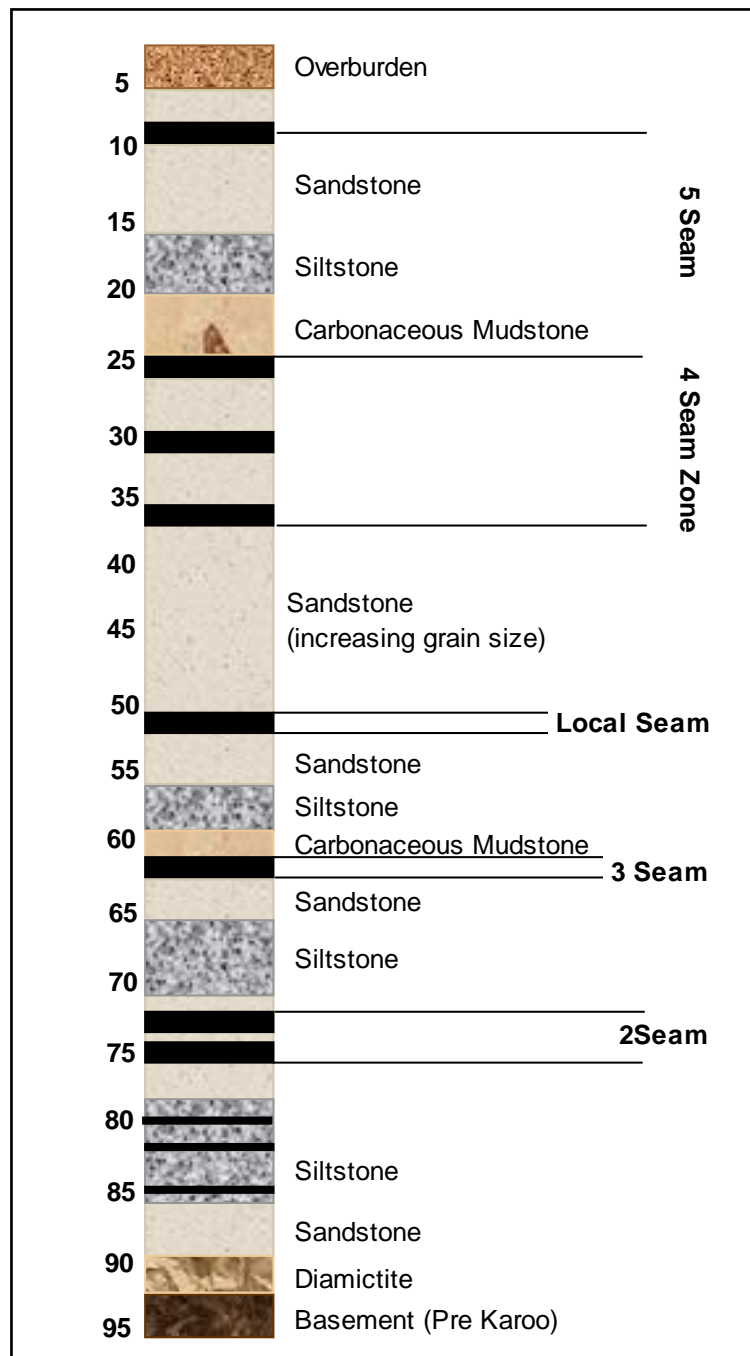 Overburden
5
10
Sandstone
15
5 Seam
Siltstone
20
Carbonaceous Mudstone
25
4 Seam Zone
30
35
40
Sandstone
(increasing grain size)
45
50
Local Seam
55
Sandstone
Siltstone
60
Carbonaceous Mudstone
3 Seam
Sandstone
65
Siltstone
70
2Seam
75
80
Siltstone
85
Sandstone
90
Diamictite
Basement (Pre Karoo)
95